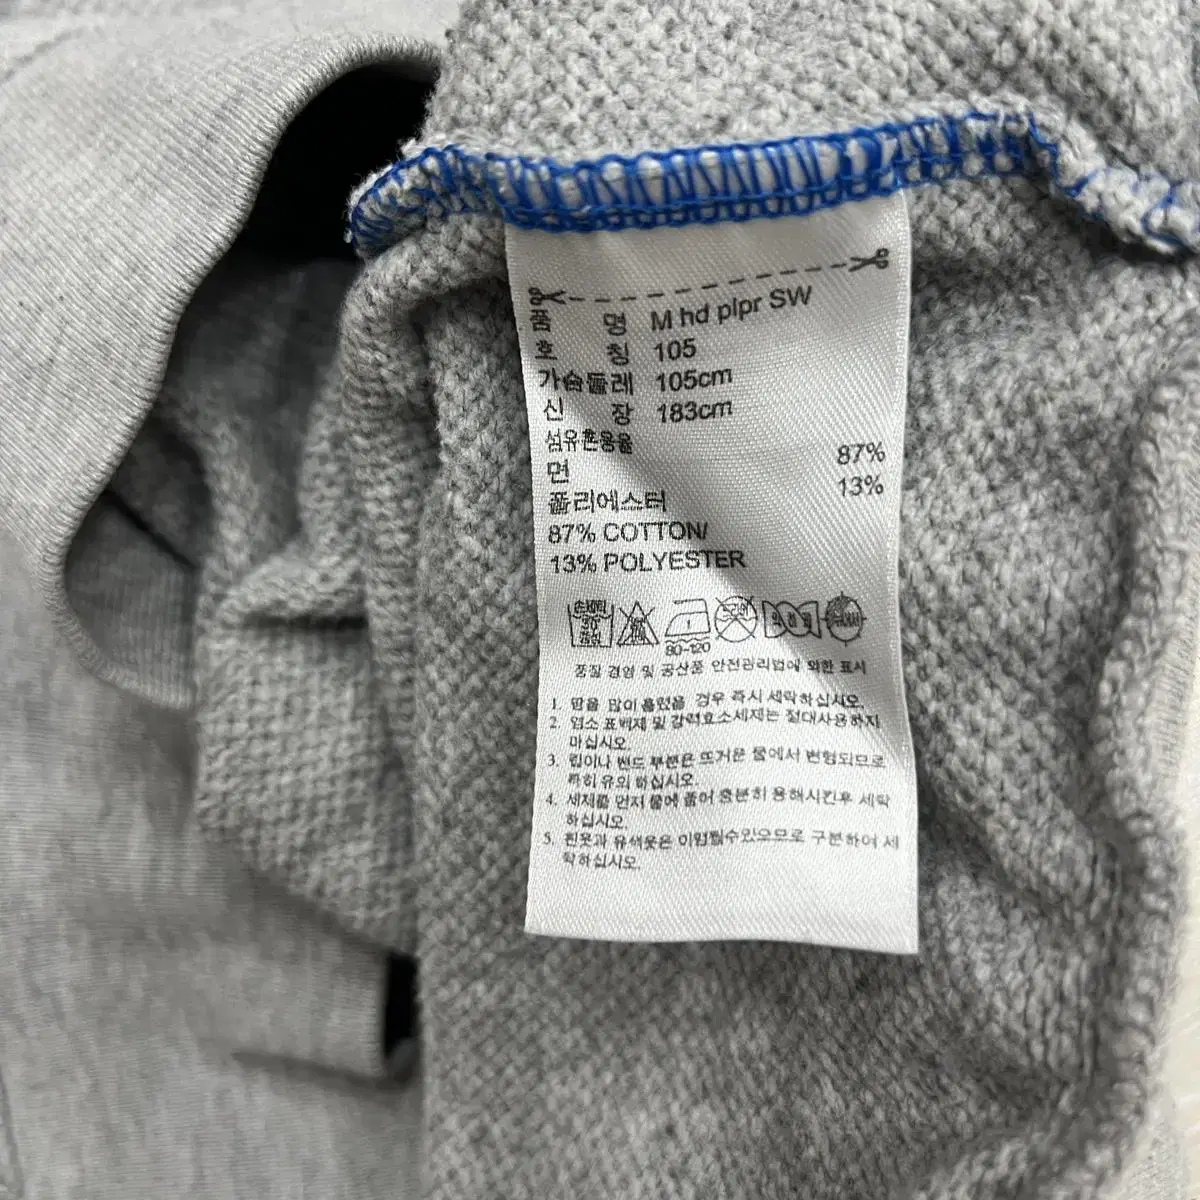 품 명 M hd plpr SW
호 칭 105
가슴둘레 105cm
신 장 183cm
섬유혼용율
면 87%
폴리에스터 13%
87% COTTON/
13% POLYESTER
손세탁
80~120
품질 경영 및 공산품 안전관리법에 의한 표시
1. 땀을 많이 흘렸을 경우 즉시 세탁하십시오.
2. 염소 표백제 및 강력효소세제는 절대사용하지
마십시오.
3. 립이나 밴드 부분은 뜨거운 물에서 변형되므로
특히 유의 하십시오.
4. 세제를 먼저 물에 풀어 충분히 용해시킨후 세탁
하십시오.
5. 흰옷과 유색옷은 이염될수있으므로 구분하여 세
탁하십시오.